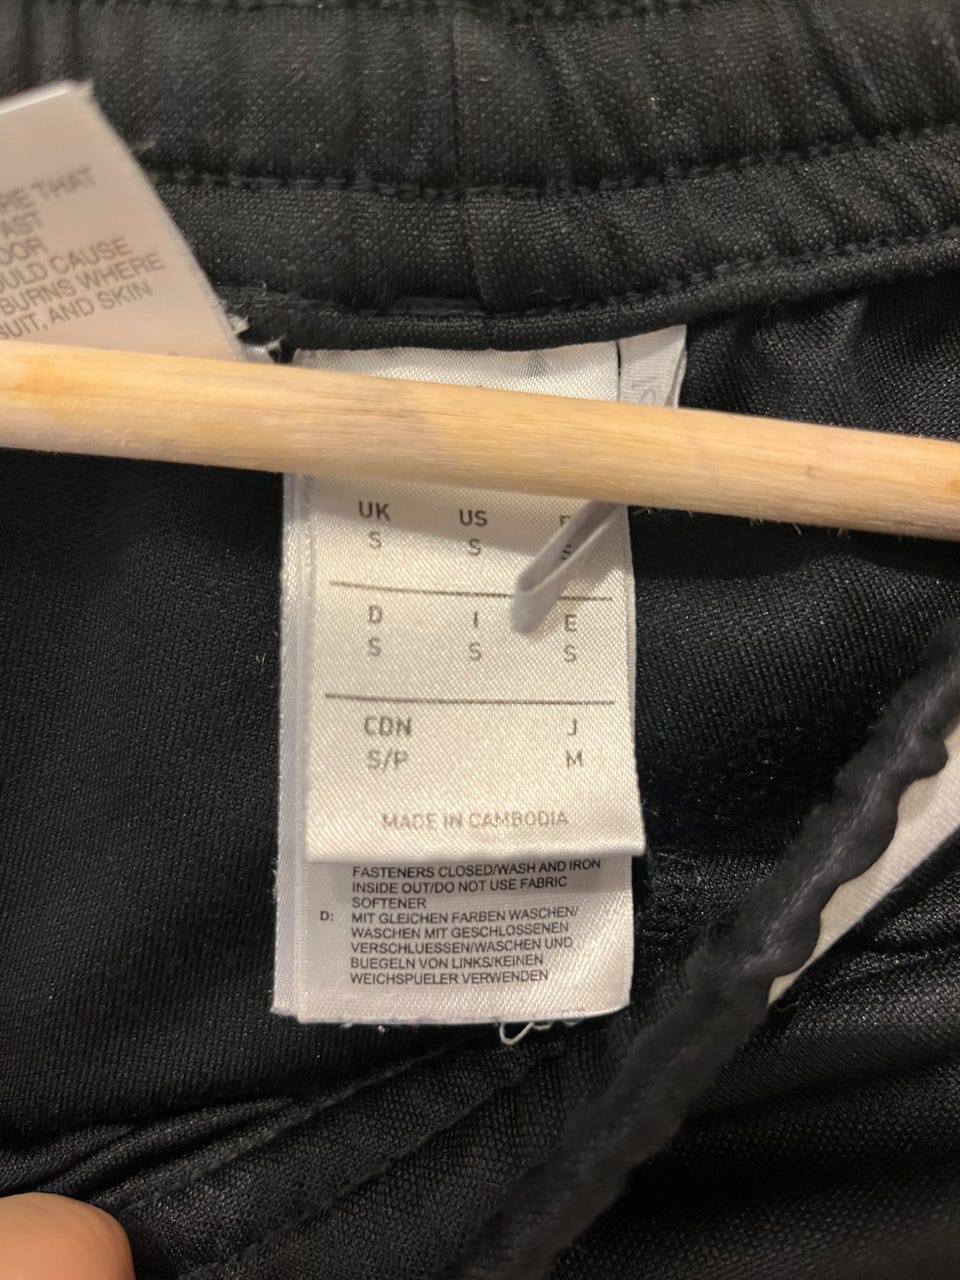 THAT
AST
OOR
OULD CAUSE
BURNS WHERE
SUIT, AND SKIN
UK US F
S S S
D I E
S S S
CDN J
S/P M
MADE IN CAMBODIA
FASTENERS CLOSED/WASH AND IRON
INSIDE OUT/DO NOT USE FABRIC
SOFTENER
D: MIT GLEICHEN FARBEN WASCHEN/
WASCHEN MIT GESCHLOSSENEN
VERSCHLUESSEN/WASCHEN UND
BUEGELN VON LINKS/KEINEN
WEICHSPUELER VERWENDEN